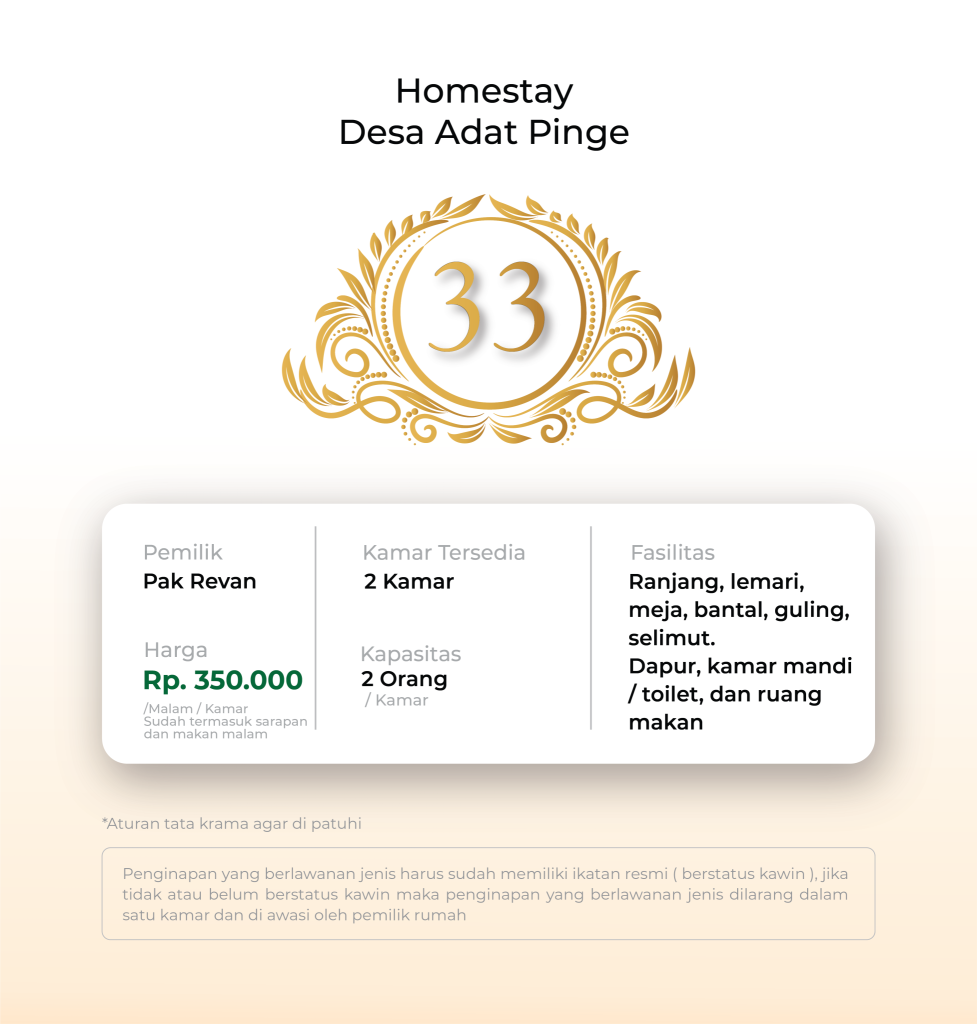 Homestay
Desa Adat Pinge
33
Pemilik
Pak Revan
Harga
Rp. 350.000
/Malam / Kamar
Sudah termasuk sarapan
dan makan malam
Kamar Tersedia
2 Kamar
Kapasitas
2 Orang
/ Kamar
Fasilitas
Ranjang, lemari,
meja, bantal, guling,
selimut.
Dapur, kamar mandi
/ toilet, dan ruang
makan
*Aturan tata krama agar di patuhi
Penginapan yang berlawanan jenis harus sudah memiliki ikatan resmi ( berstatus kawin ), jika
tidak atau belum berstatus kawin maka penginapan yang berlawanan jenis dilarang dalam
satu kamar dan di awasi oleh pemilik rumah